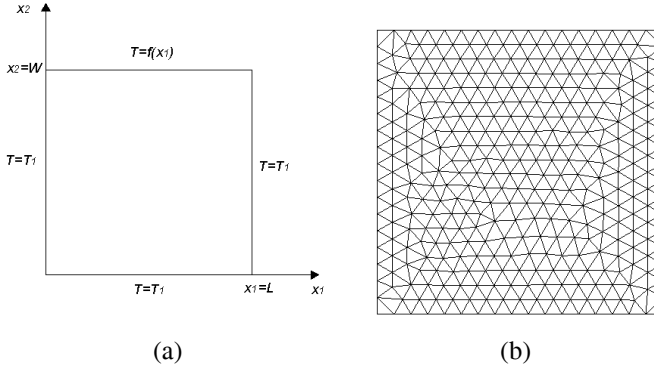 x2
T=f(x1)
x2=W
T=T1
T=T1
T=T1
x1=L
x1
(a)
(b)